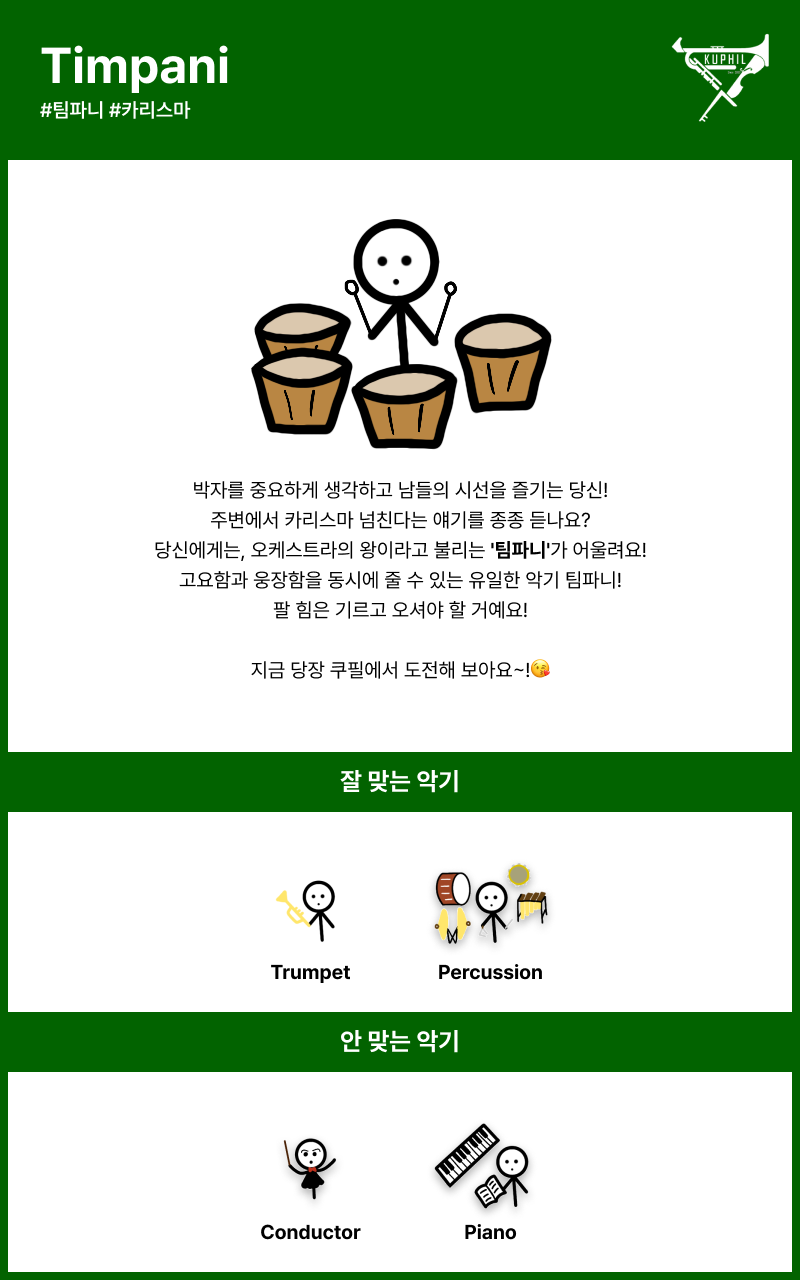 Timpani
#팀파니 #카리스마
KUPHIL
박자를 중요하게 생각하고 남들의 시선을 즐기는 당신!
주변에서 카리스마 넘친다는 얘기를 종종 듣나요?
당신에게는, 오케스트라의 왕이라고 불리는 '팀파니'가 어울려요!
고요함과 웅장함을 동시에 줄 수 있는 유일한 악기 팀파니!
팔 힘은 기르고 오셔야 할 거예요!
지금 당장 쿠필에서 도전해 보아요~!😘
잘 맞는 악기
Trumpet
Percussion
안 맞는 악기
Conductor
Piano